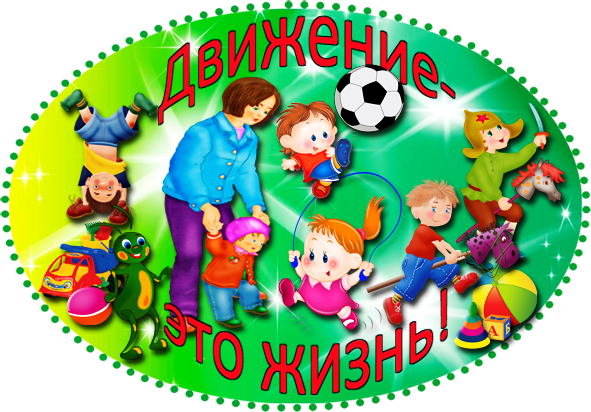 Движение-
это жизнь!
А Б